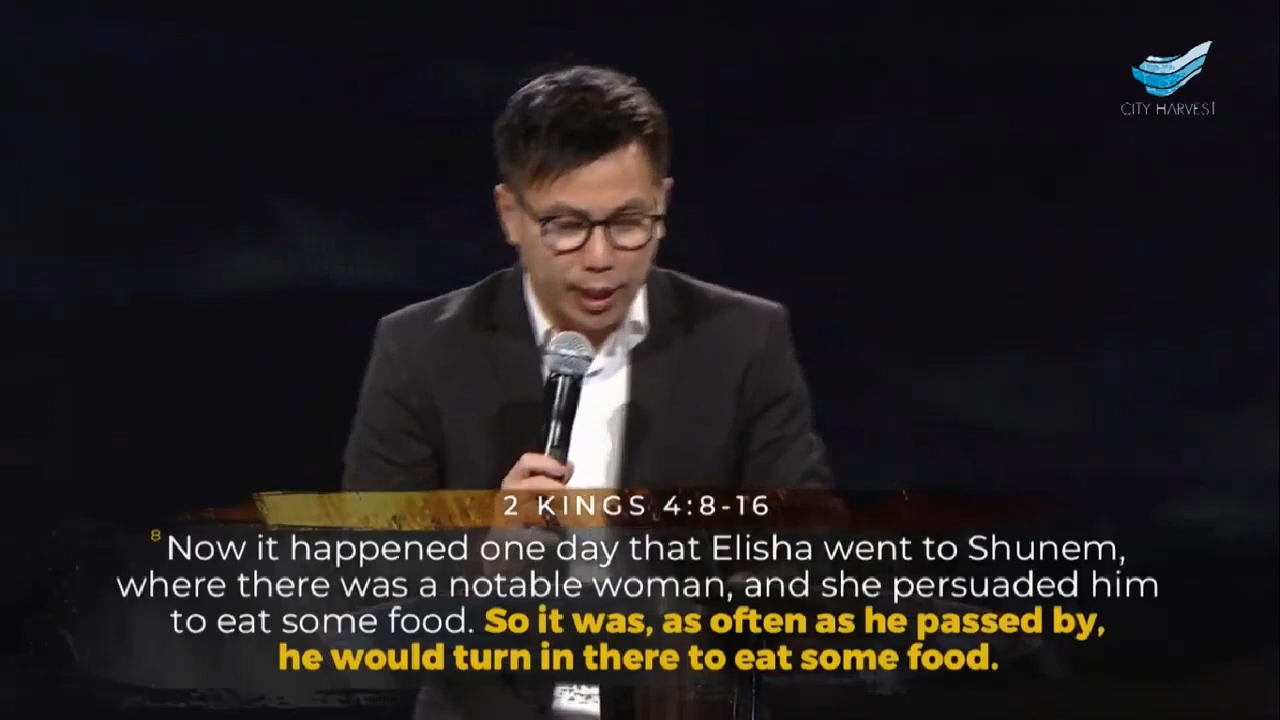 CITY HARVEST
2 KINGS 4:8-16
8 Now it happened one day that Elisha went to Shunem,
where there was a notable woman, and she persuaded him
to eat some food. So it was, as often as he passed by,
he would turn in there to eat some food.